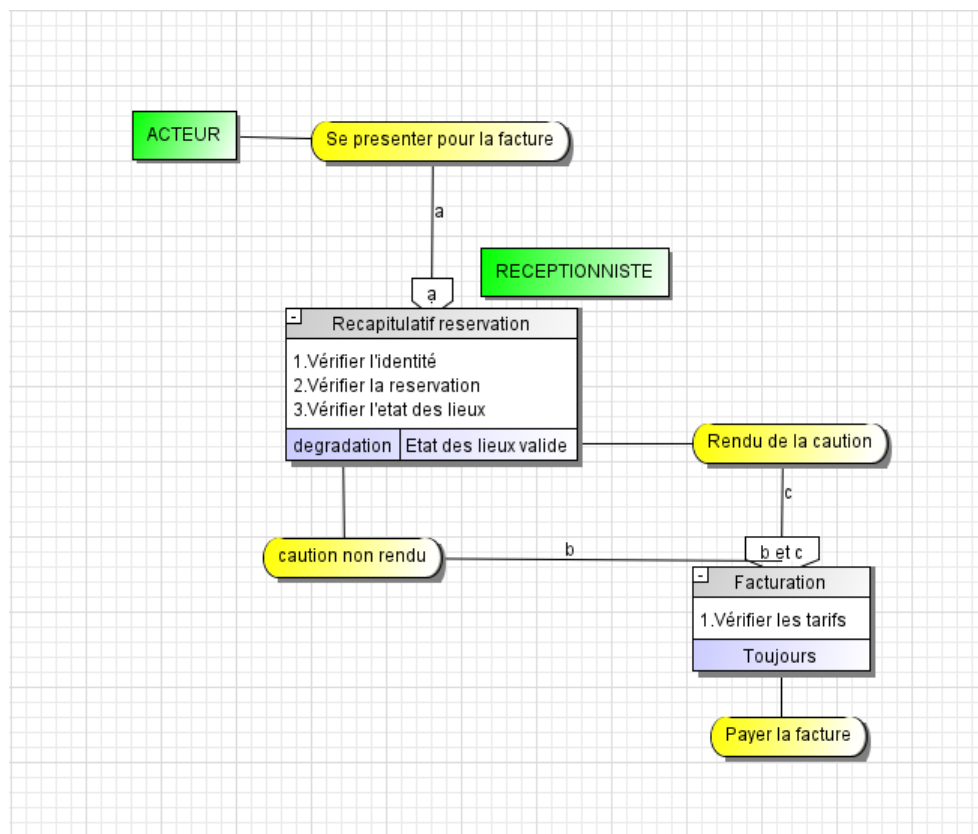 ACTEUR
Se presenter pour la facture
a
RECEPTIONNISTE
a
Recapitulatif reservation
1.Vérifier l'identité
2.Vérifier la reservation
3.Vérifier l'etat des lieux
degradation
Etat des lieux valide
Rendu de la caution
c
caution non rendu
b
b et c
Facturation
1.Vérifier les tarifs
Toujours
Payer la facture